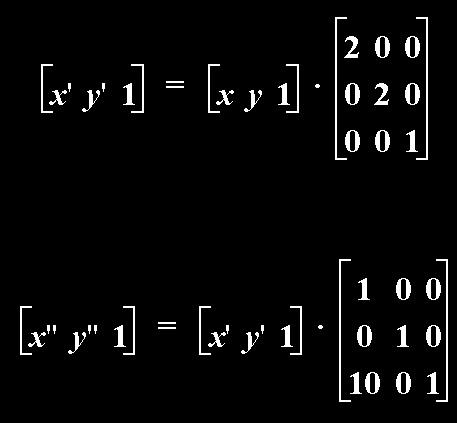 2 0 0
[x' y' 1] = [x y 1] · 0 2 0
0 0 1
1 0 0
[x'' y'' 1] = [x' y' 1] · 0 1 0
10 0 1